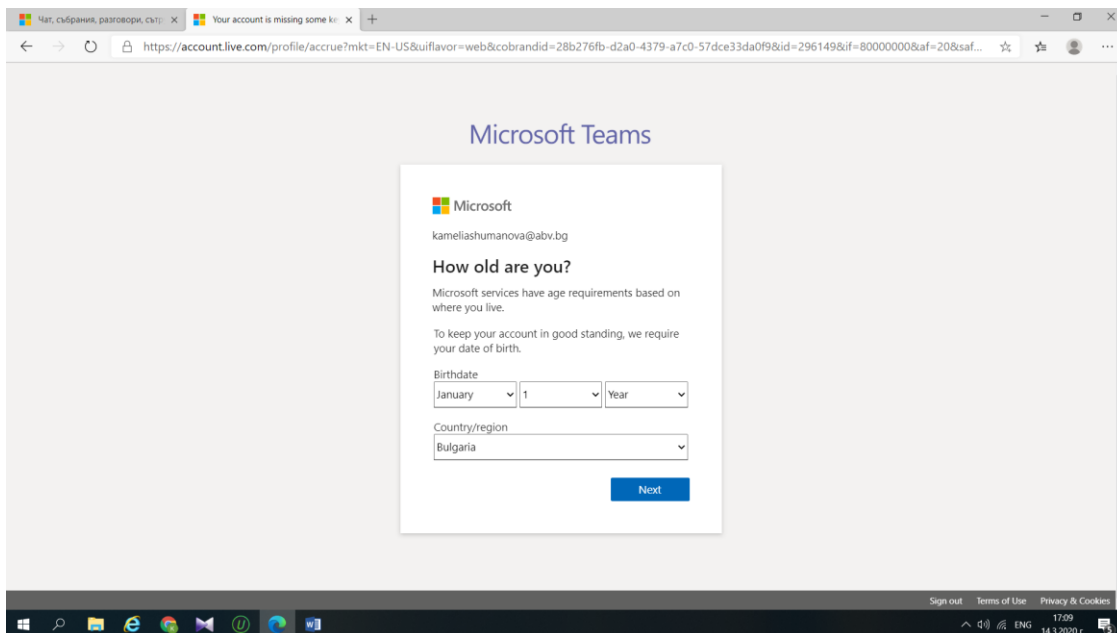 Чат, събрания, разговори, сътр
Your account is missing some ke
https://account.live.com/profile/accrue?mkt=EN-US&uiflavor=web&cobrandid=28b276fb-d2a0-4379-a7c0-57dce33da0f9&id=296149&if=80000000&af=20&saf...
Microsoft Teams
Microsoft
kameliashumanova@abv.bg
How old are you?
Microsoft services have age requirements based on
where you live.
To keep your account in good standing, we require
your date of birth.
Birthdate
January 1 Year
Country/region
Bulgaria
Next
Sign out Terms of Use Privacy & Cookies
ENG
17:09
14.3.2020 г.